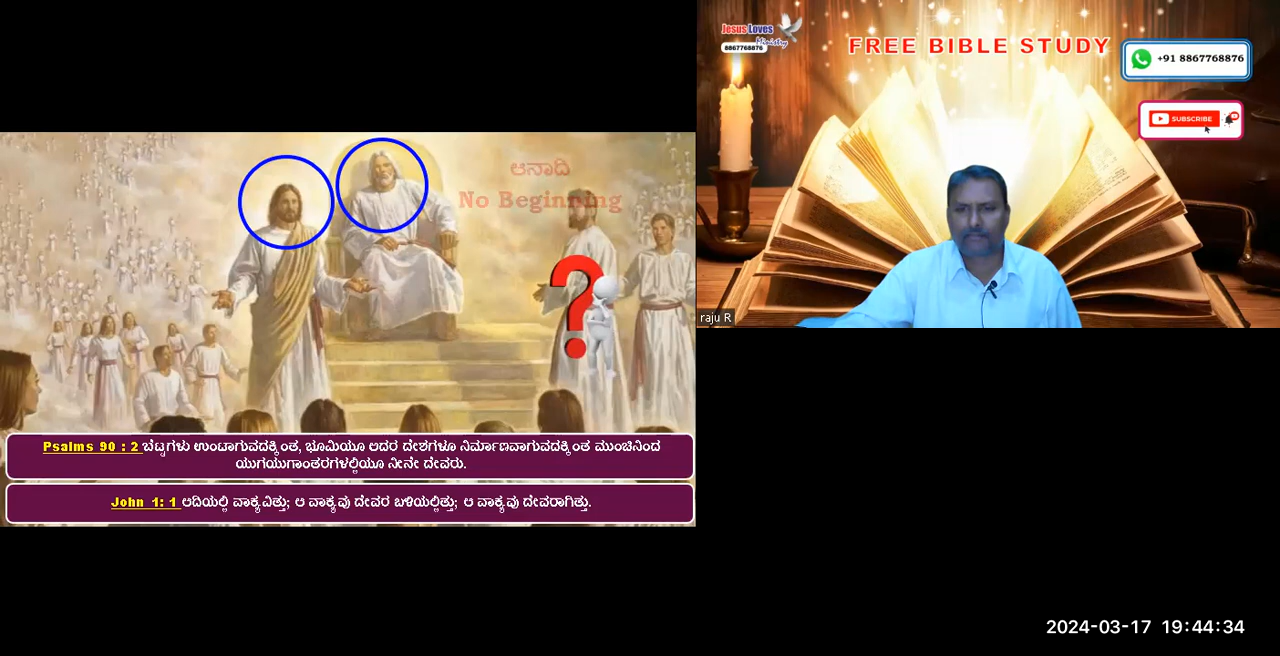 Jesus Loves
Ministry
8867768876
FREE BIBLE STUDY
+91 8867768876
SUBSCRIBE
ಆನಾದಿ
No Beginning
?
raju R
Psalms 90 : 2 ಬೆಟ್ಟಗಳು ಉಂಟಾಗುವದಕ್ಕಿಂತ, ಭೂಮಿಯೂ ಅದರ ದೇಶಗಳೂ ನಿರ್ಮಾಣವಾಗುವದಕ್ಕಿಂತ ಮುಂಚಿನಿಂದ
ಯುಗಯುಗಾಂತರಗಳಲ್ಲಿಯೂ ನೀನೇ ದೇವರು.
John 1: 1 ಆದಿಯಲ್ಲಿ ವಾಕ್ಯವಿತ್ತು; ಆ ವಾಕ್ಯವು ದೇವರ ಬಳಿಯಲ್ಲಿತ್ತು; ಆ ವಾಕ್ಯವು ದೇವರಾಗಿತ್ತು.
2024-03-17 19:44:34